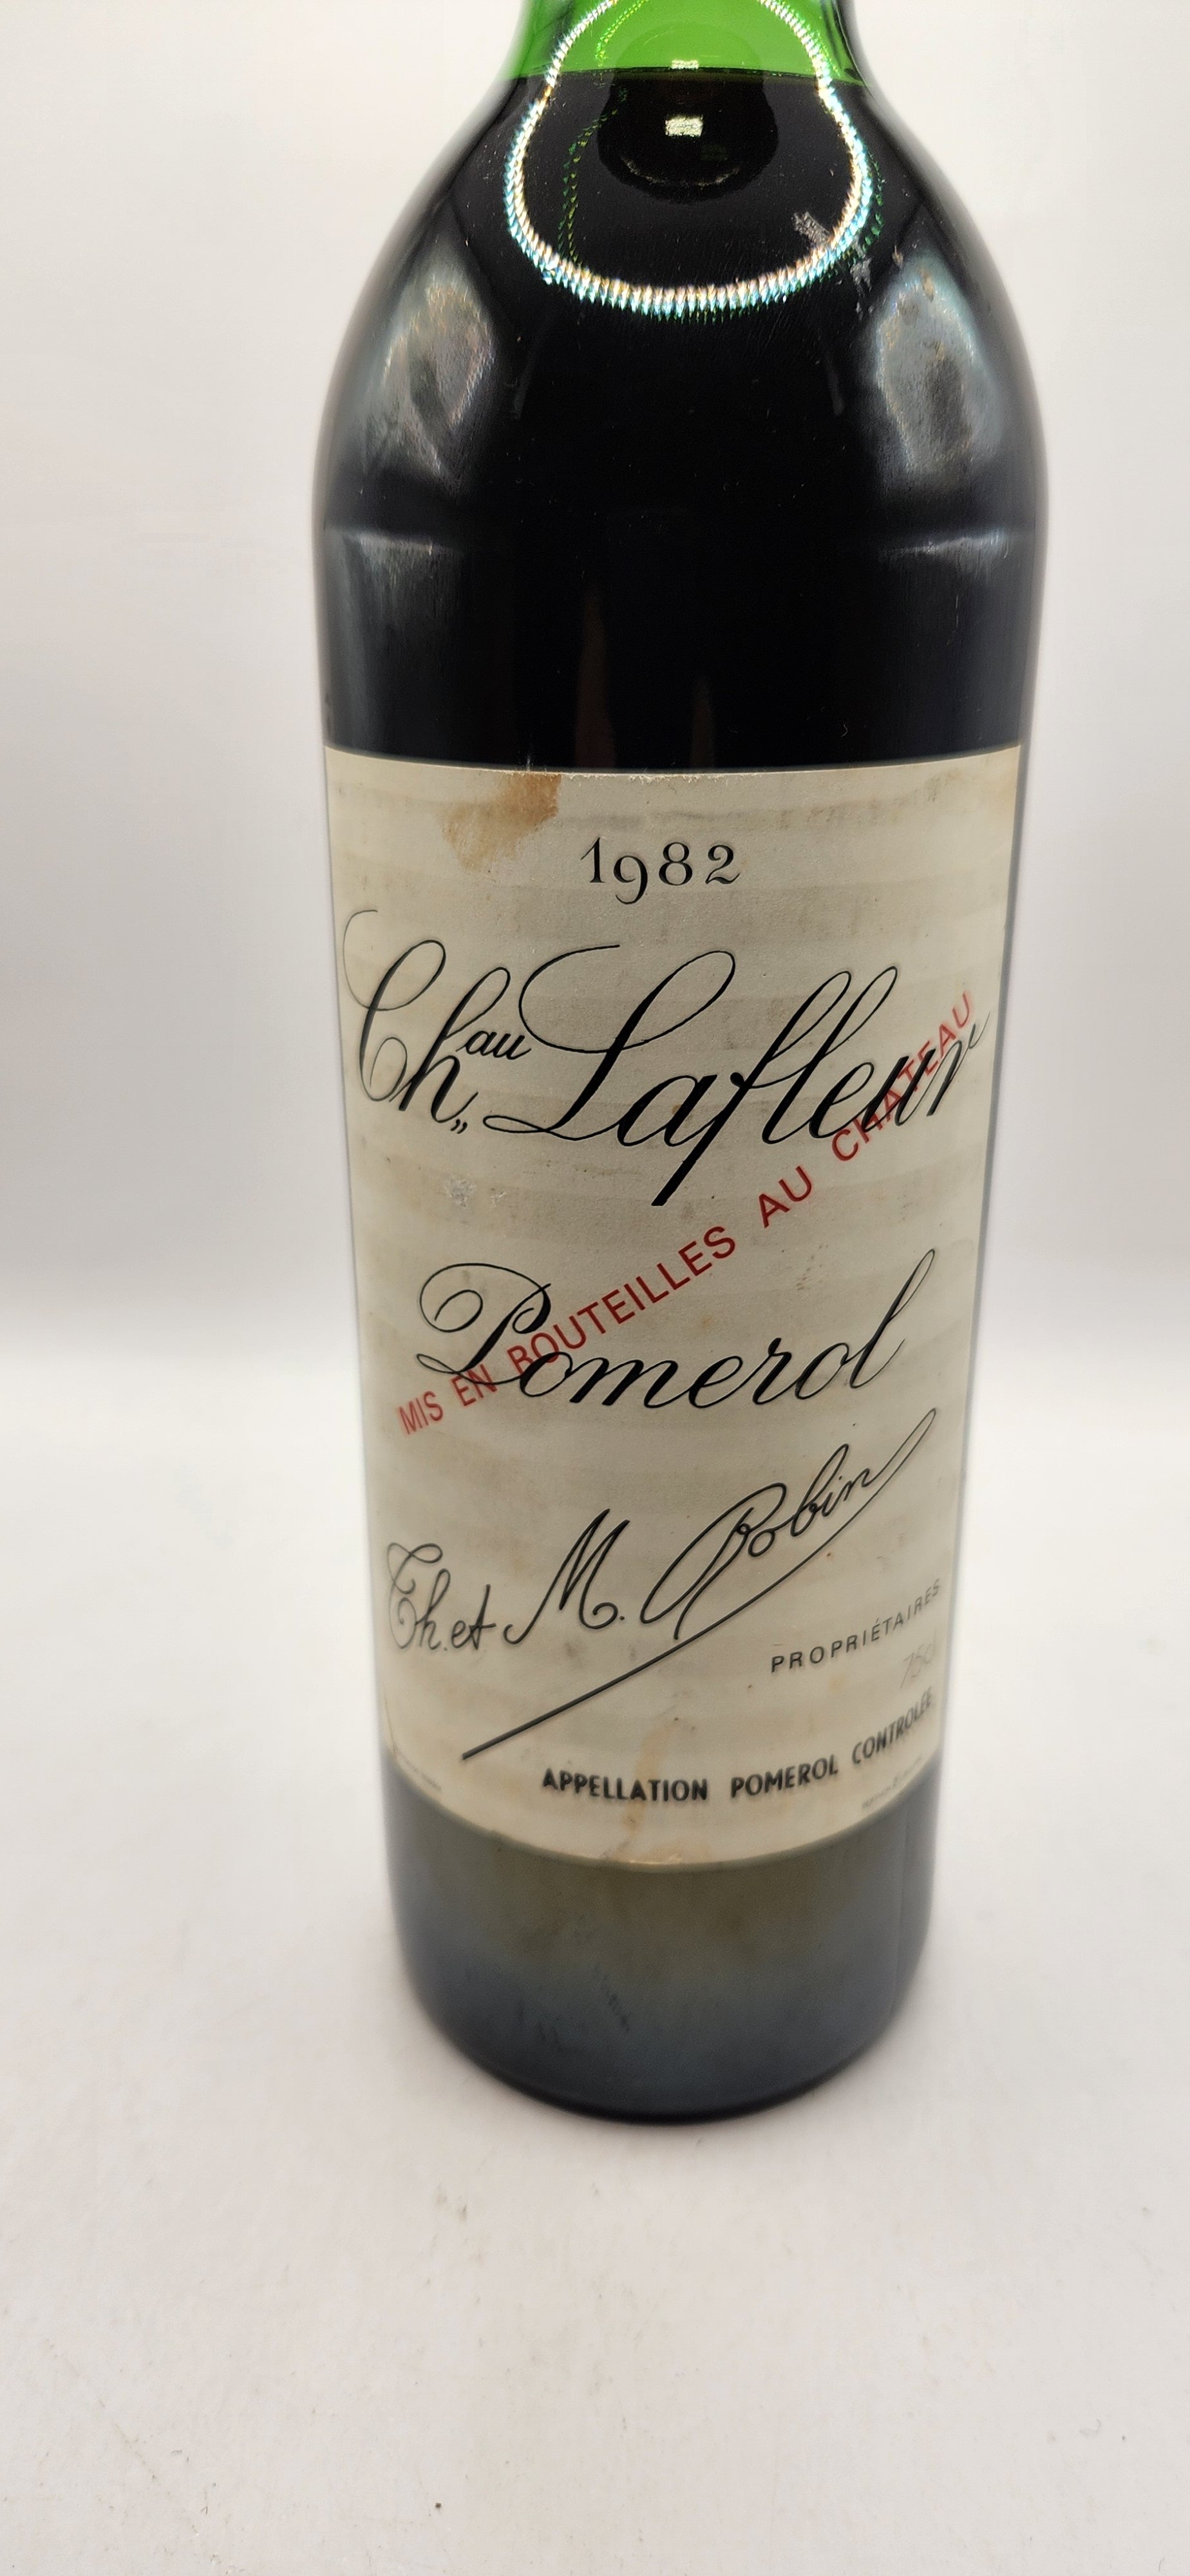 1982
Chau„ Lafleur
MIS EN BOUTEILLES AU CHATEAU
Pomerol
Th. et M. Robin
PROPRIÉTAIRES
75cl
APPELLATION POMEROL CONTROLÉE